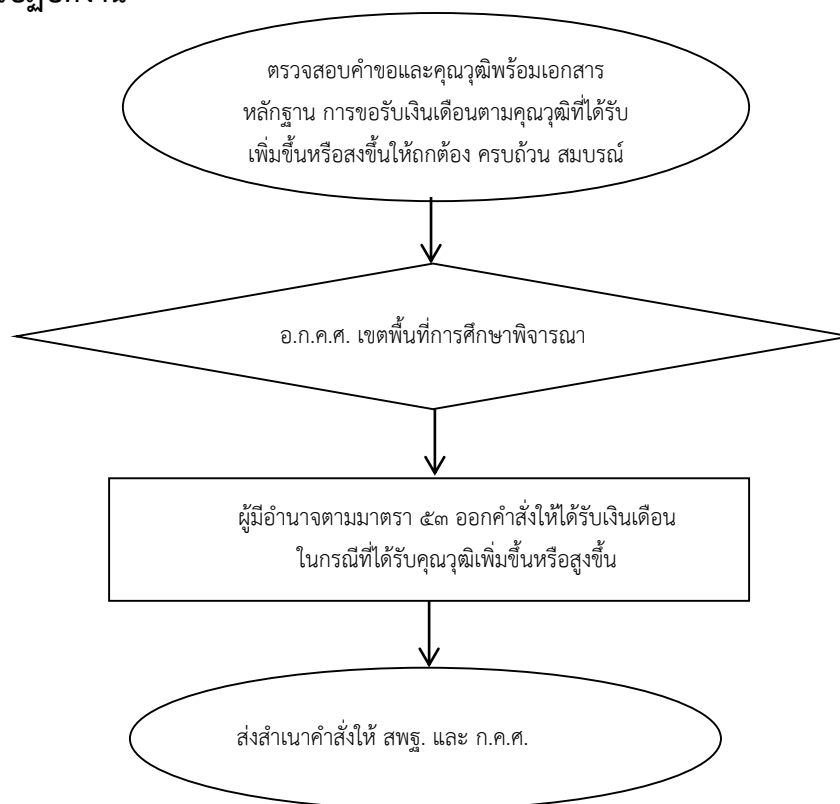 ตรวจสอบคำขอและคุณวุฒิพร้อมเอกสาร
หลักฐาน การขอรับเงินเดือนตามคุณวุฒิที่ได้รับ
เพิ่มขึ้นหรือสงขึ้นให้ถกต้อง ครบถ้วน สมบรณ์
อ.ก.ค.ศ. เขตพื้นที่การศึกษาพิจารณา
ผู้มีอำนาจตามมาตรา ๕๓ ออกคำสั่งให้ได้รับเงินเดือน
ในกรณีที่ได้รับคุณวุฒิเพิ่มขึ้นหรือสูงขึ้น
ส่งสำเนาคำสั่งให้ สพฐ. และ ก.ค.ศ.